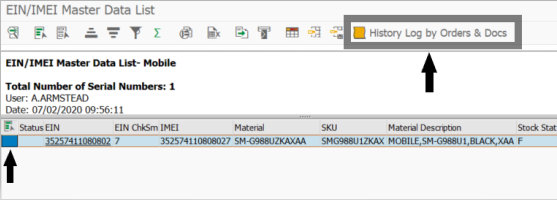 EIN/IMEI Master Data List
History Log by Orders & Docs
EIN/IMEI Master Data List- Mobile
Total Number of Serial Numbers: 1
User: A.ARMSTEAD
Date: 07/02/2020 09:56:11
Status EIN EIN ChkSm IMEI Material SKU Material Description Stock Stat
35257411080802 7 352574110808027 SM-G988UZKAXAA SMG988U1ZKAX MOBILE,SM-G988U1,BLACK,XAA F